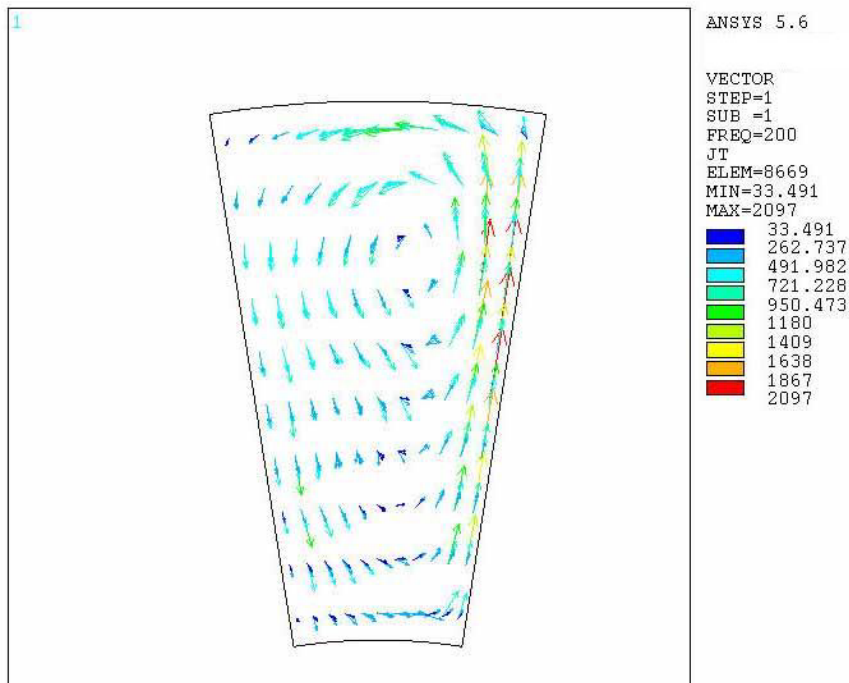 1
ANSYS 5.6
VECTOR
STEP=1
SUB =1
FREQ=200
JT
ELEM=8669
MIN=33.491
MAX=2097
33.491
262.737
491.982
721.228
950.473
1180
1409
1638
1867
2097